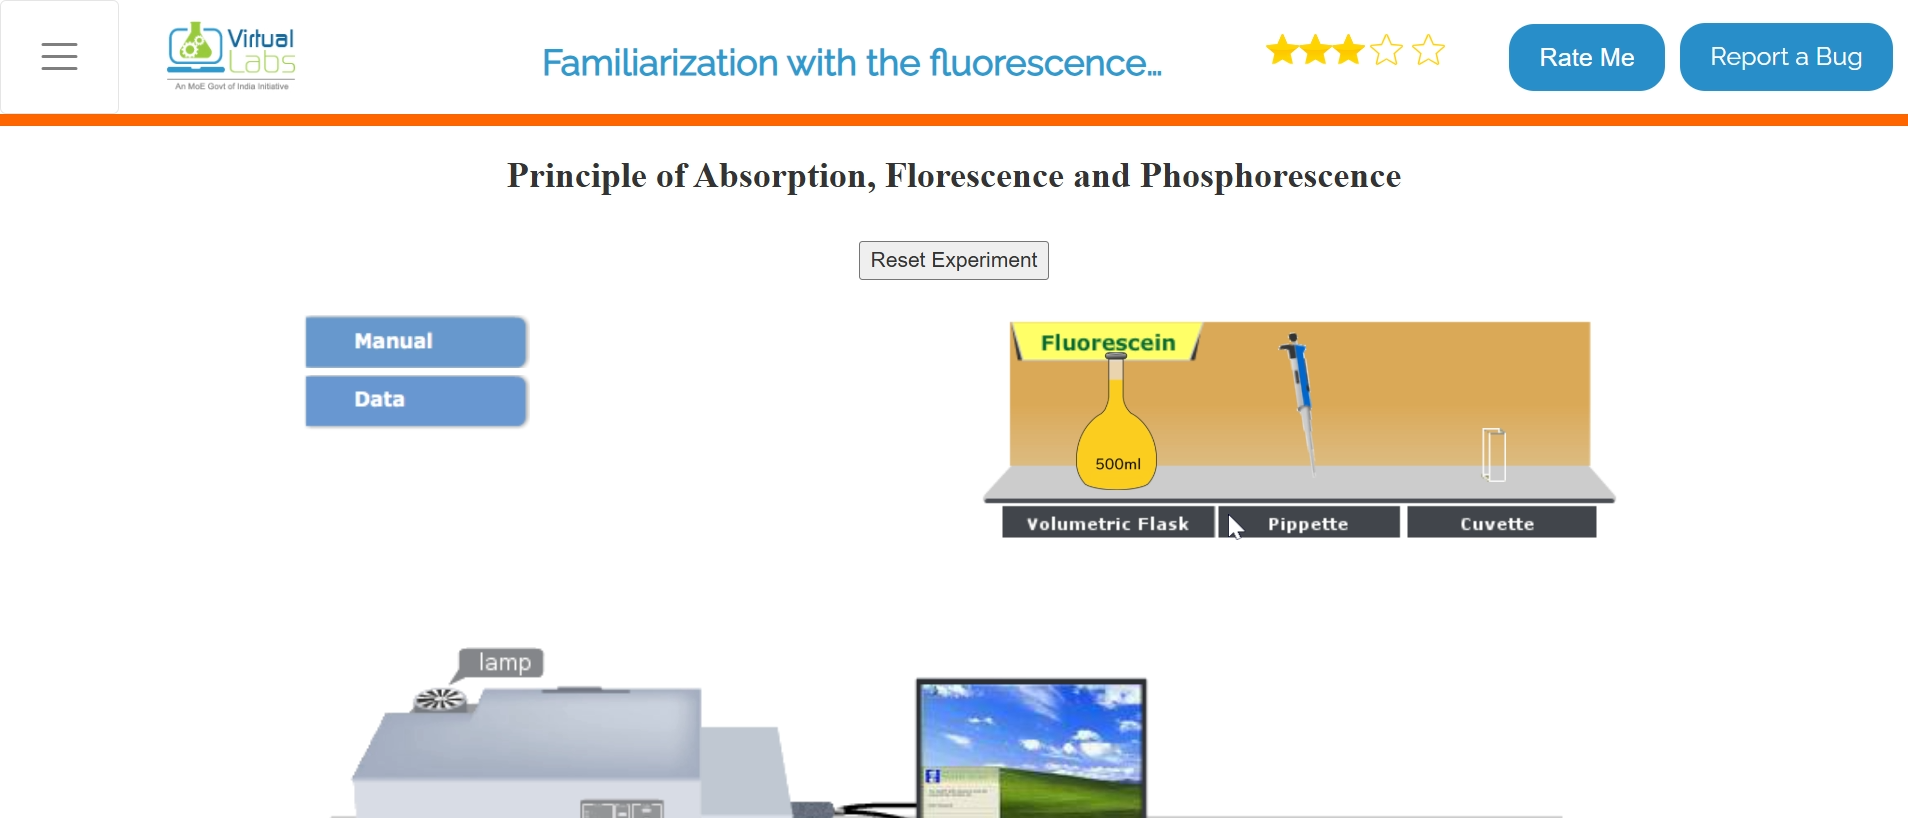 Virtual
Labs
An MoE Govt of India Initiative
Familiarization with the fluorescence...
Rate Me
Report a Bug
Principle of Absorption, Florescence and Phosphorescence
Reset Experiment
Manual
Data
Fluorescein
500ml
Volumetric Flask
Pippette
Cuvette
lamp